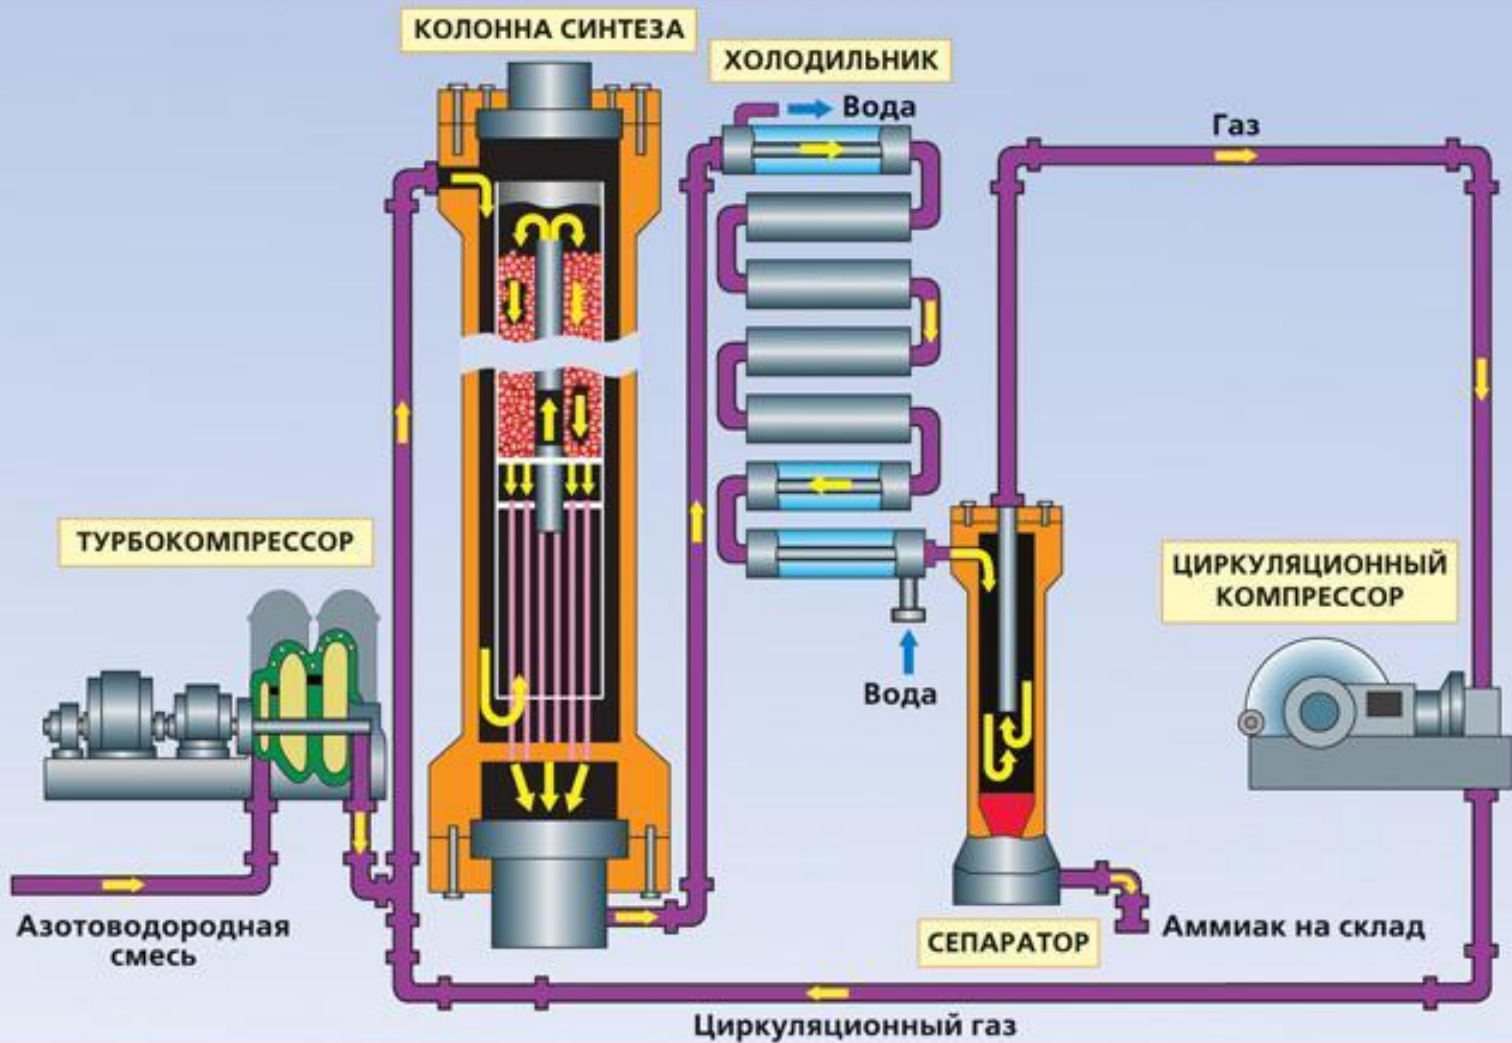 КОЛОННА СИНТЕЗА
ХОЛОДИЛЬНИК
Вода
Газ
ТУРБОКОМПРЕССОР
ЦИРКУЛЯЦИОННЫЙ
КОМПРЕССОР
Вода
Азотоводородная
смесь
СЕПАРАТОР
Аммиак на склад
Циркуляционный газ